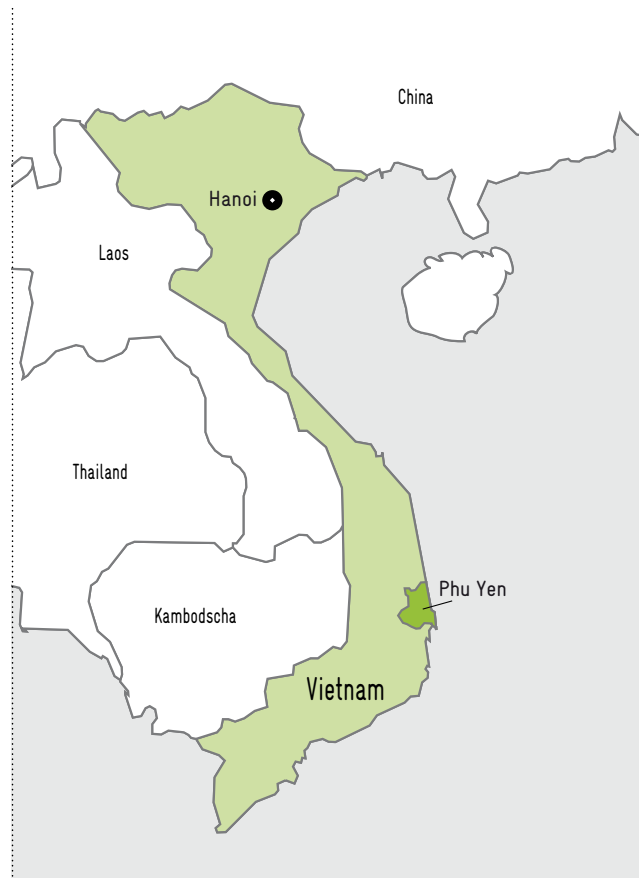 China
Hanoi
Laos
Thailand
Phu Yen
Kambodscha
Vietnam